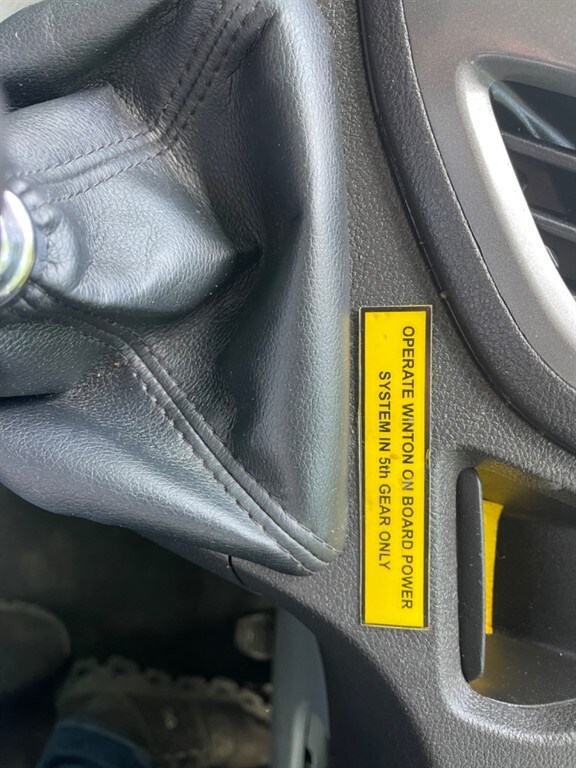 OPERATE WiNTON ON BOARD POWER
SYSTEM IN 5th GEAR ONLY